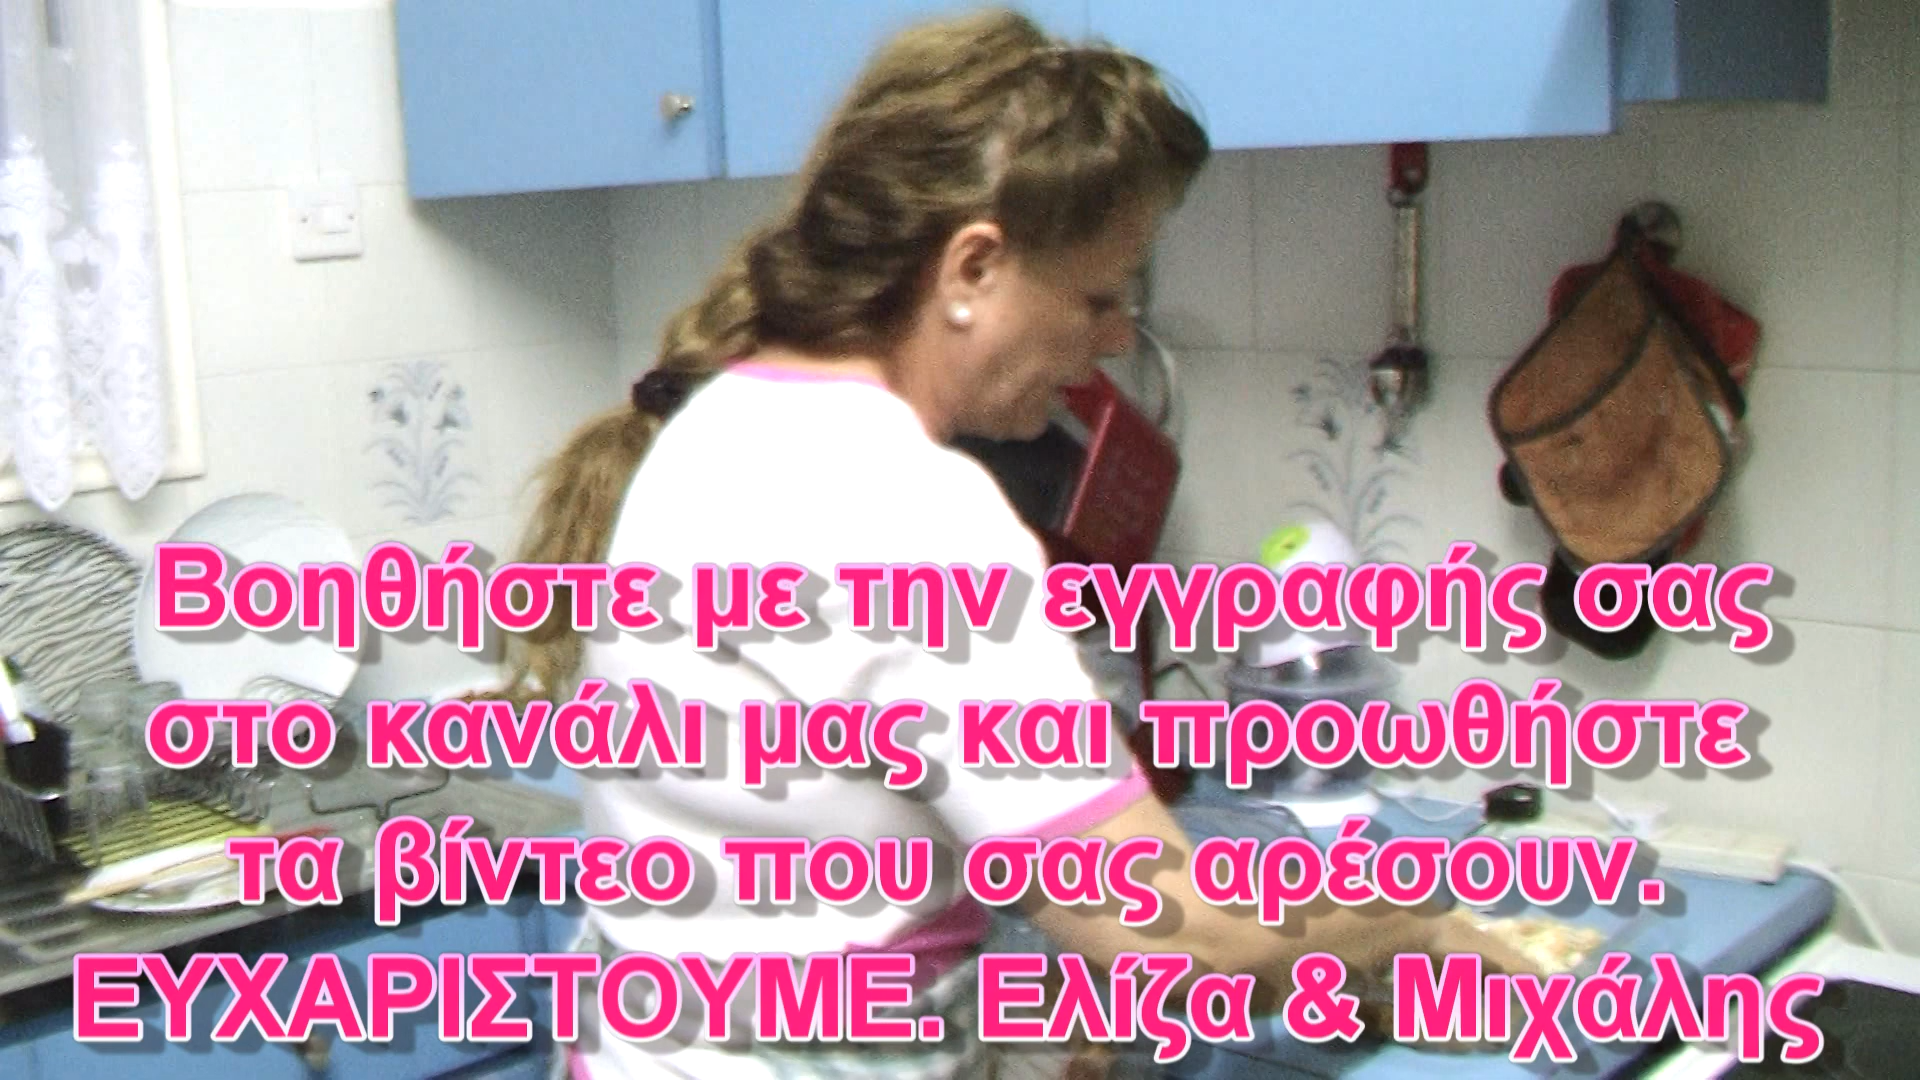 Βοηθήστε με την εγγραφής σας
στο κανάλι μας και προωθήστε
τα βίντεο που σας αρέσουν.
ΕΥΧΑΡΙΣΤΟΥΜΕ. Ελίζα & Μιχάλης